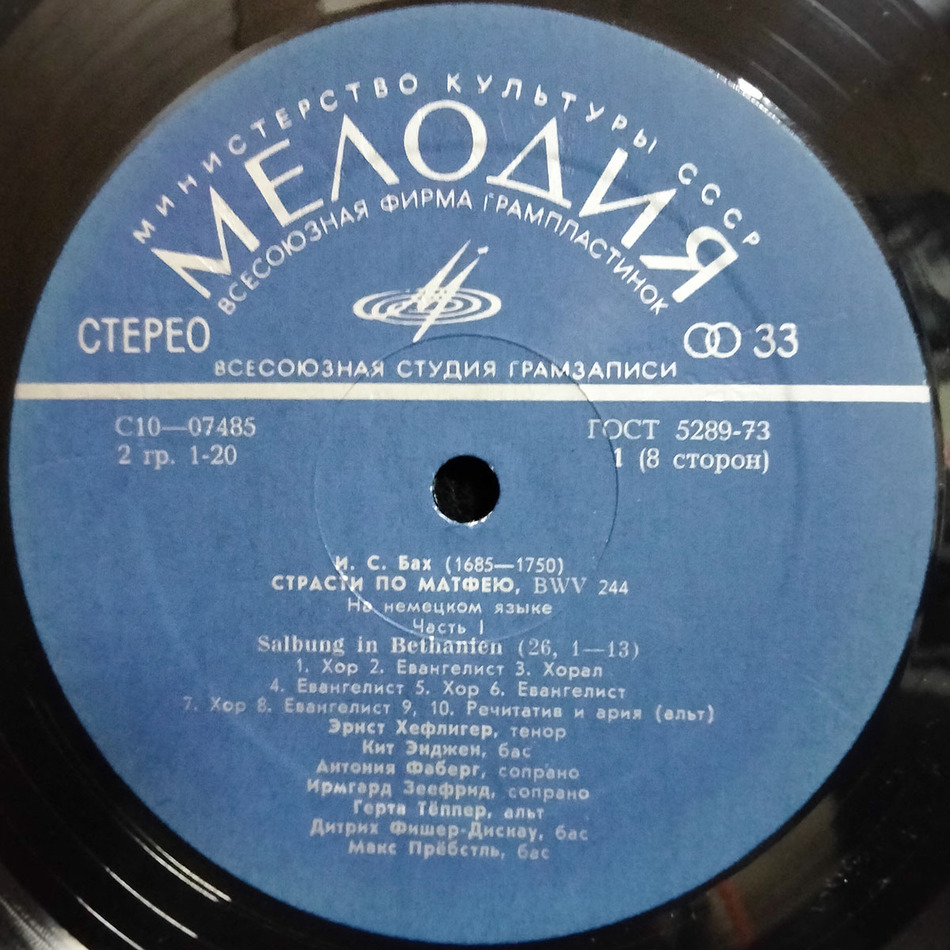 МИНИСТЕРСТВО КУЛЬТУРЫ СССР
МЕЛОДИЯ
ВСЕСОЮЗНАЯ ФИРМА ГРАМПЛАСТИНОК
СТЕРЕО
33
ВСЕСОЮЗНАЯ СТУДИЯ ГРАМЗАПИСИ
С10—07485
ГОСТ 5289-73
2 гр. 1-20
1 (8 сторон)
И. С. Бах (1685—1750)
СТРАСТИ ПО МАТФЕЮ, BWV 244
На немецком языке
Часть I
Salbung in Bethanien (26, 1—13)
1. Хор 2. Евангелист 3. Хорал
4. Евангелист 5. Хор 6. Евангелист
7. Хор 8. Евангелист 9, 10. Речитатив и ария (альт)
Эрнст Хефлигер, тенор
Кит Энджен, бас
Антония Фаберг, сопрано
Ирмгард Зеефрид, сопрано
Герта Тёппер, альт
Дитрих Фишер-Дискау, бас
Макс Прёбстль, бас